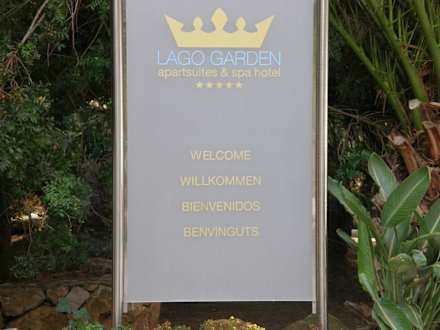 LAGO GARDEN
apartsuites & spa hotel
★★★★★
WELCOME
WILLKOMMEN
BIENVENIDOS
BENVINGUTS